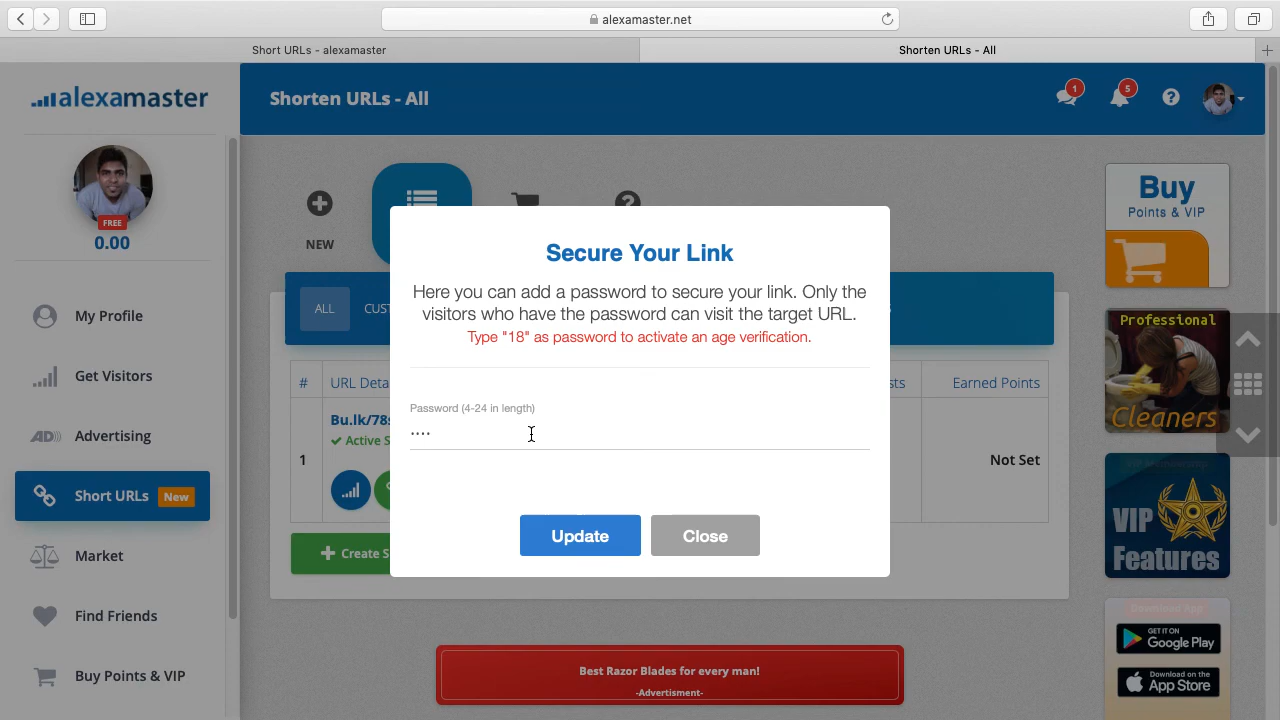 alexamaster.net
Short URLs - alexamaster
Shorten URLs - All
alexamaster
Shorten URLs - All
1
5
FREE
0.00
My Profile
Get Visitors
AD
Advertising
Short URLs New
Market
Find Friends
Buy Points & VIP
NEW
ALL
Secure Your Link
Here you can add a password to secure your link. Only the
visitors who have the password can visit the target URL.
Type "18" as password to activate an age verification.
Password (4-24 in length)
....
Update
Close
#
URL Deta
Earned Points
1
Bu.lk/78
Active S
Not Set
Create S
Best Razor Blades for every man!
-Advertisment-
Buy
Points & VIP
Professional
Cleaners
VIP
Features
Download App
GET IT ON
Google Play
Download on the
App Store